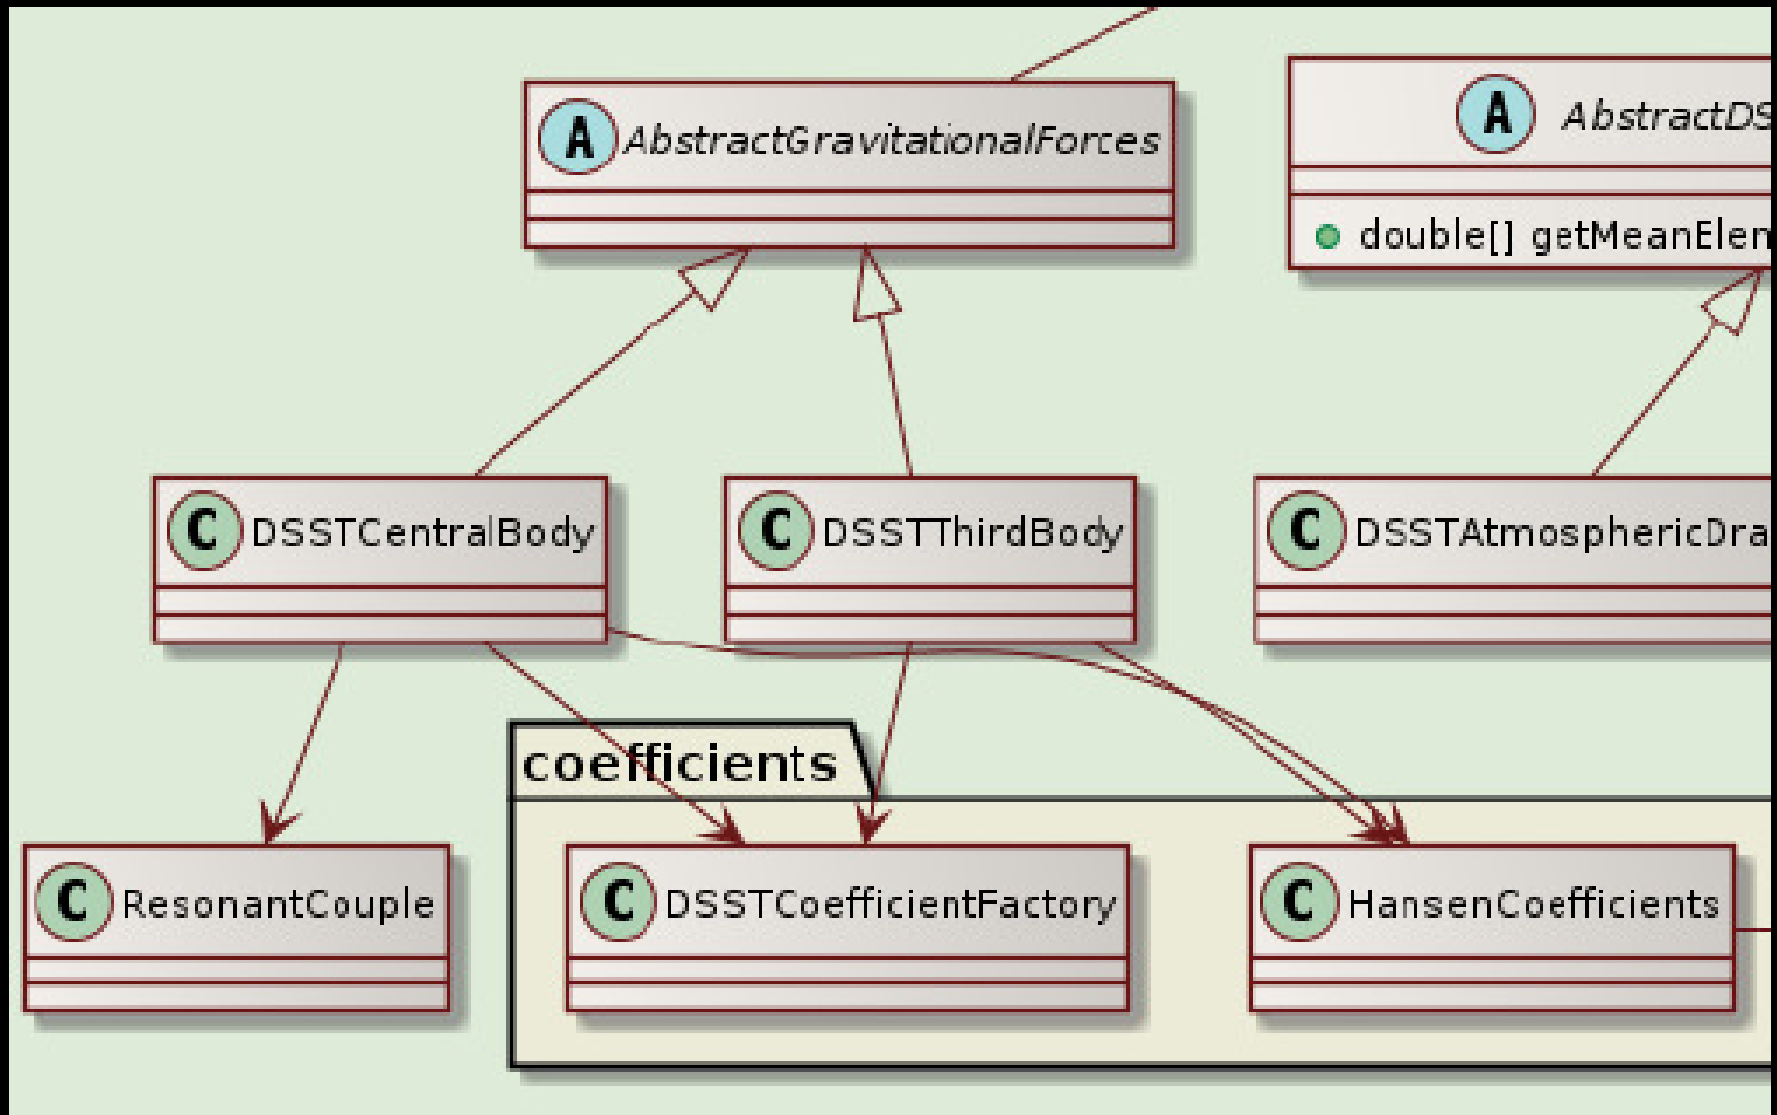 A AbstractGravitationalForces
A AbstractDS
double[] getMeanElem
C DSSTCentralBody
C DSSTThirdBody
C DSSTAtmosphericDra
coefficients
C ResonantCouple
C DSSTCoefficientFactory
C HansenCoefficients